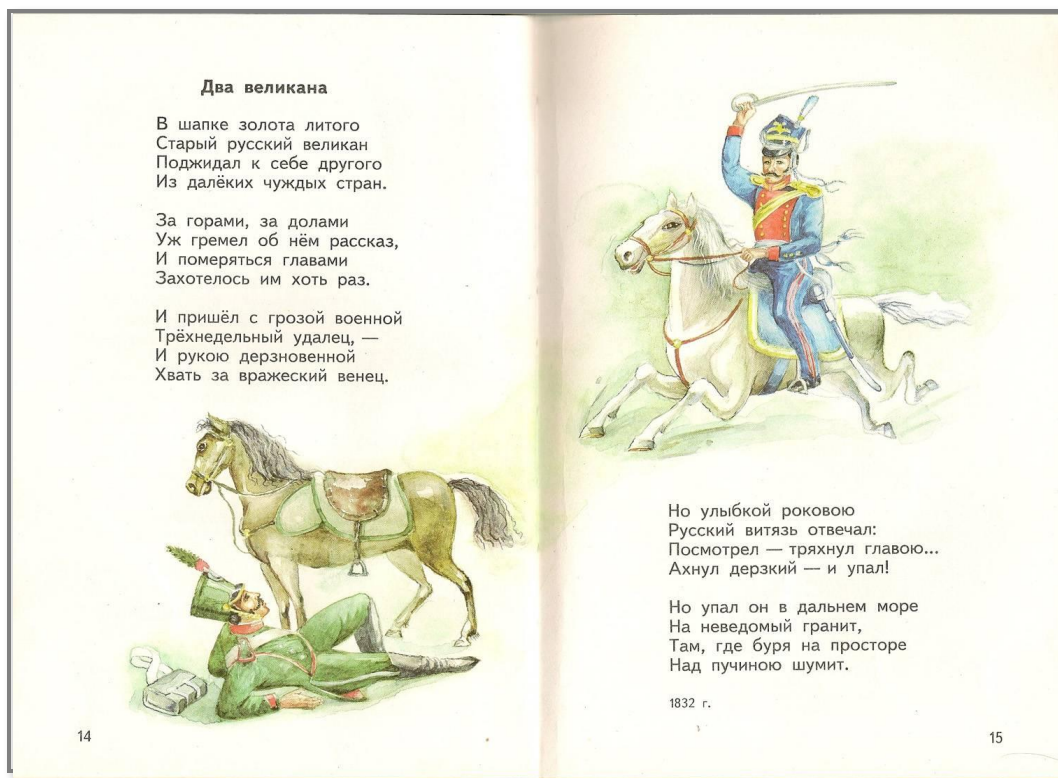 Два великана
В шапке золота литого
Старый русский великан
Поджидал к себе другого
Из далёких чуждых стран.
За горами, за долами
Уж гремел об нём рассказ,
И померяться главами
Захотелось им хоть раз.
И пришёл с грозой военной
Трёхнедельный удалец, —
И рукою дерзновенной
Хвать за вражеский венец.
14
Но улыбкой роковою
Русский витязь отвечал:
Посмотрел — тряхнул главою...
Ахнул дерзкий — и упал!
Но упал он в дальнем море
На неведомый гранит,
Там, где буря на просторе
Над пучиною шумит.
1832 г.
15